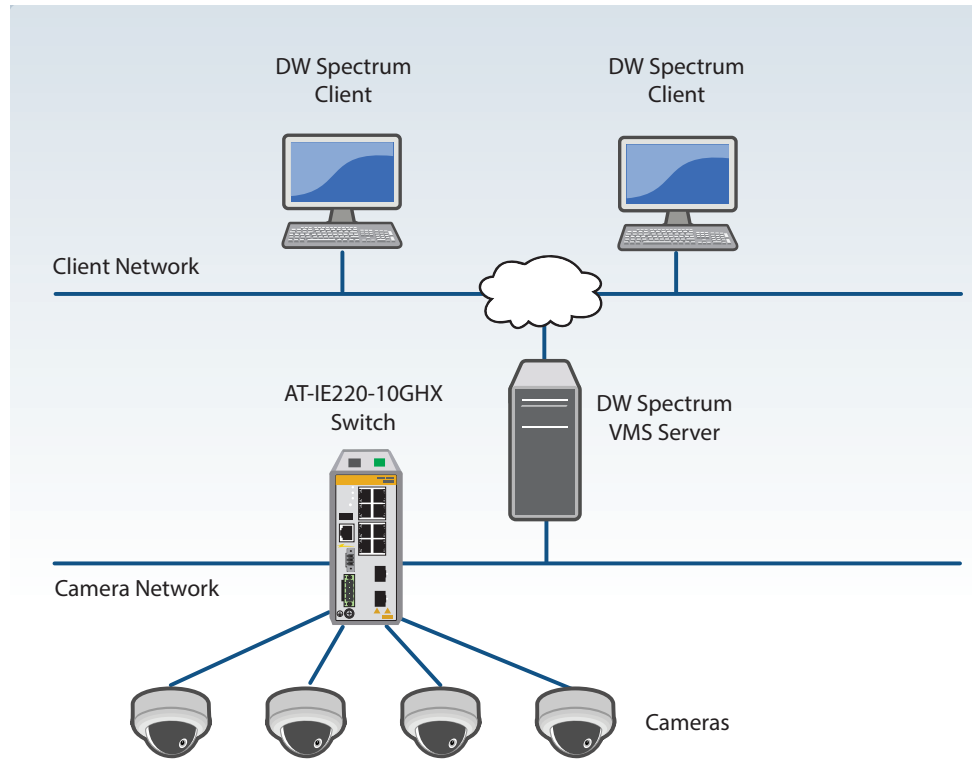 DW Spectrum
Client
DW Spectrum
Client
Client Network
AT-IE220-10GHX
Switch
DW Spectrum
VMS Server
Camera Network
Cameras